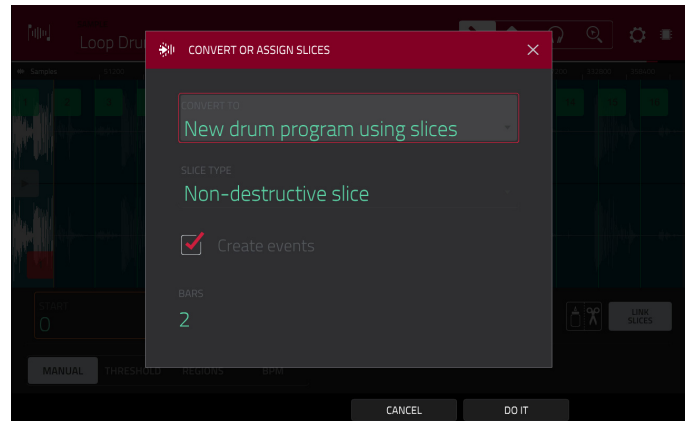 Loop Dru
CONVERT OR ASSIGN SLICES
Samples
CONVERT TO
New drum program using slices
SLICE TYPE
Non-destructive slice
Create events
BARS
2
START
0
LINK
SLICES
MANUAL THRESHOLD REGIONS BPM
CANCEL DO IT